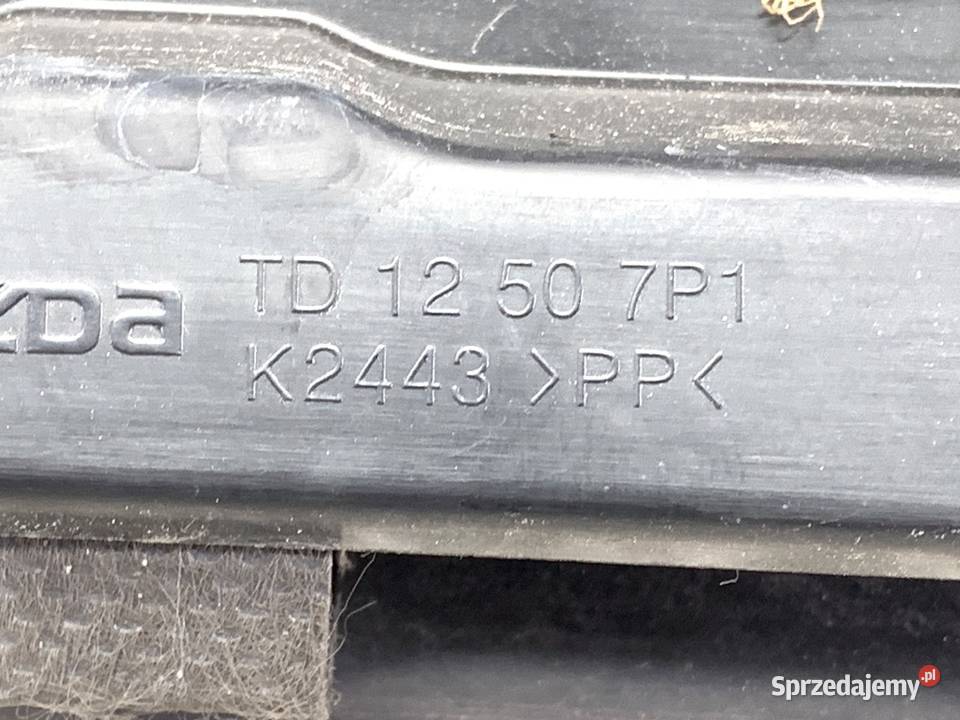 TD 12 50 7P1
K2443 >PP<
Sprzedajemy.pl